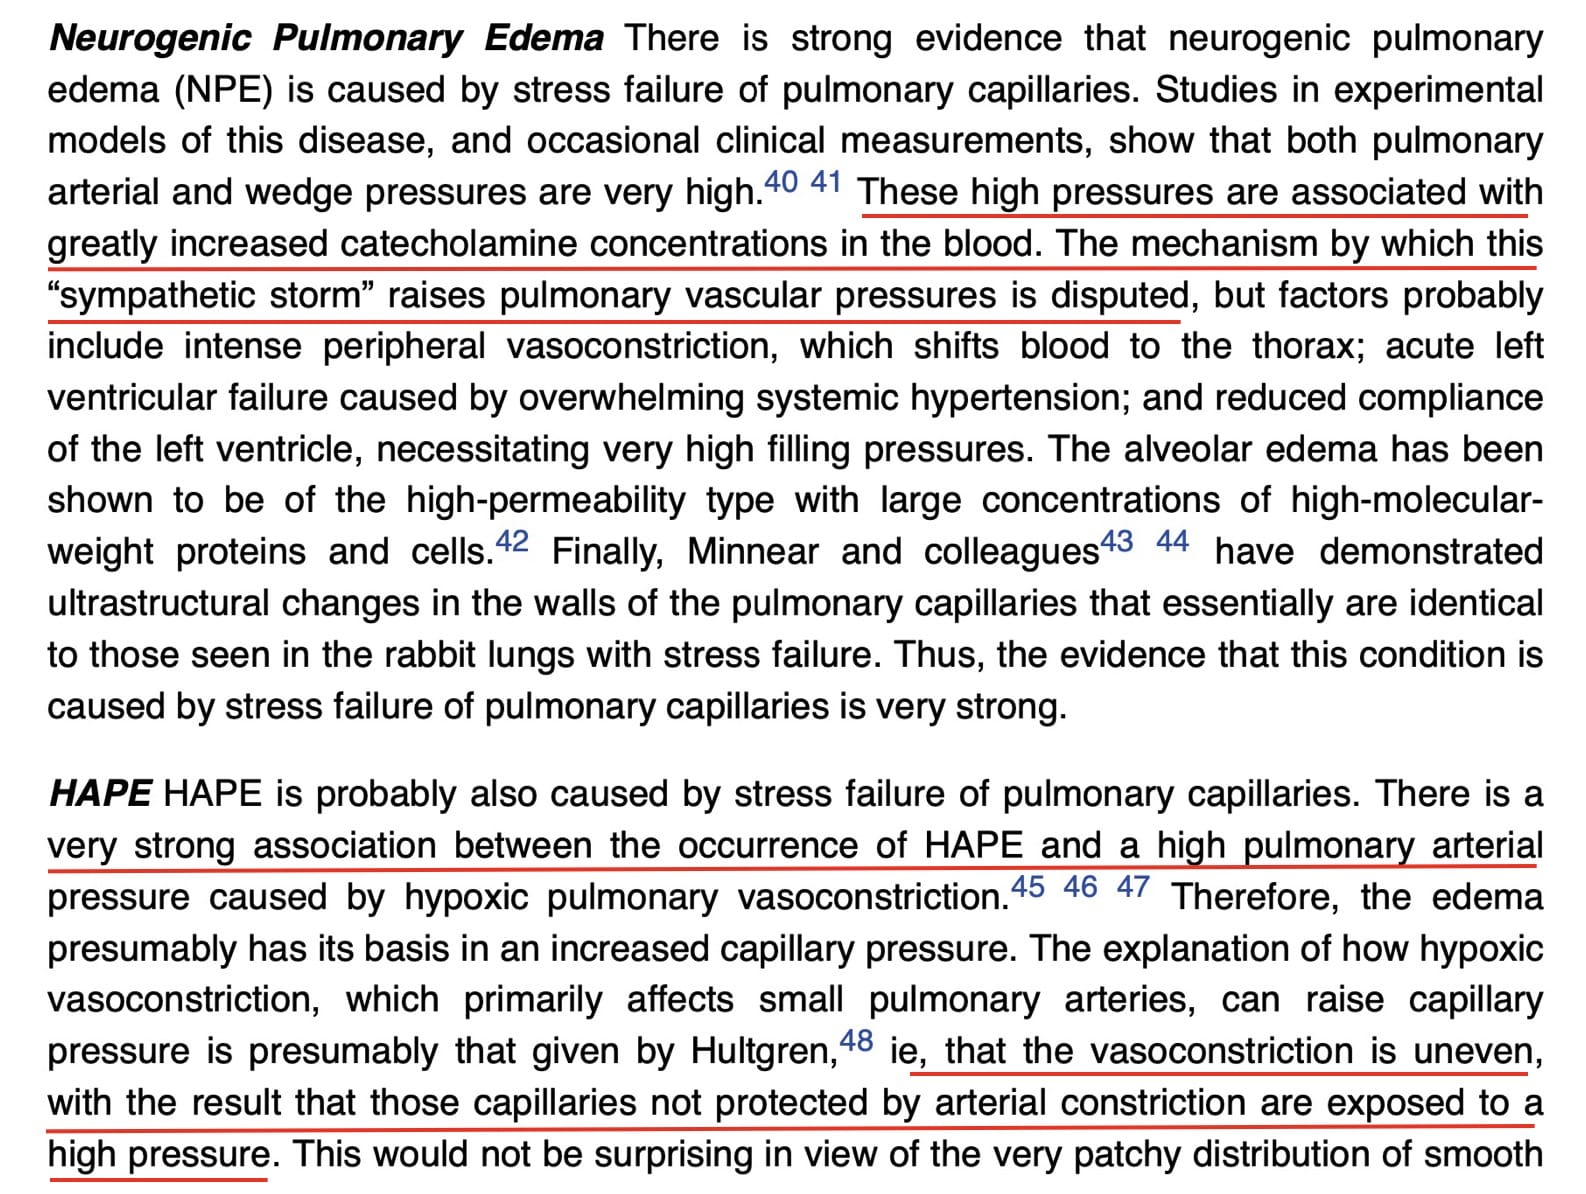 Neurogenic Pulmonary Edema There is strong evidence that neurogenic pulmonary
edema (NPE) is caused by stress failure of pulmonary capillaries. Studies in experimental
models of this disease, and occasional clinical measurements, show that both pulmonary
arterial and wedge pressures are very high.40 41 These high pressures are associated with
greatly increased catecholamine concentrations in the blood. The mechanism by which this
“sympathetic storm” raises pulmonary vascular pressures is disputed, but factors probably
include intense peripheral vasoconstriction, which shifts blood to the thorax; acute left
ventricular failure caused by overwhelming systemic hypertension; and reduced compliance
of the left ventricle, necessitating very high filling pressures. The alveolar edema has been
shown to be of the high-permeability type with large concentrations of high-molecular-
weight proteins and cells.42 Finally, Minnear and colleagues43 44 have demonstrated
ultrastructural changes in the walls of the pulmonary capillaries that essentially are identical
to those seen in the rabbit lungs with stress failure. Thus, the evidence that this condition is
caused by stress failure of pulmonary capillaries is very strong.
HAPE HAPE is probably also caused by stress failure of pulmonary capillaries. There is a
very strong association between the occurrence of HAPE and a high pulmonary arterial
pressure caused by hypoxic pulmonary vasoconstriction.45 46 47 Therefore, the edema
presumably has its basis in an increased capillary pressure. The explanation of how hypoxic
vasoconstriction, which primarily affects small pulmonary arteries, can raise capillary
pressure is presumably that given by Hultgren,48 ie, that the vasoconstriction is uneven,
with the result that those capillaries not protected by arterial constriction are exposed to a
high pressure. This would not be surprising in view of the very patchy distribution of smooth